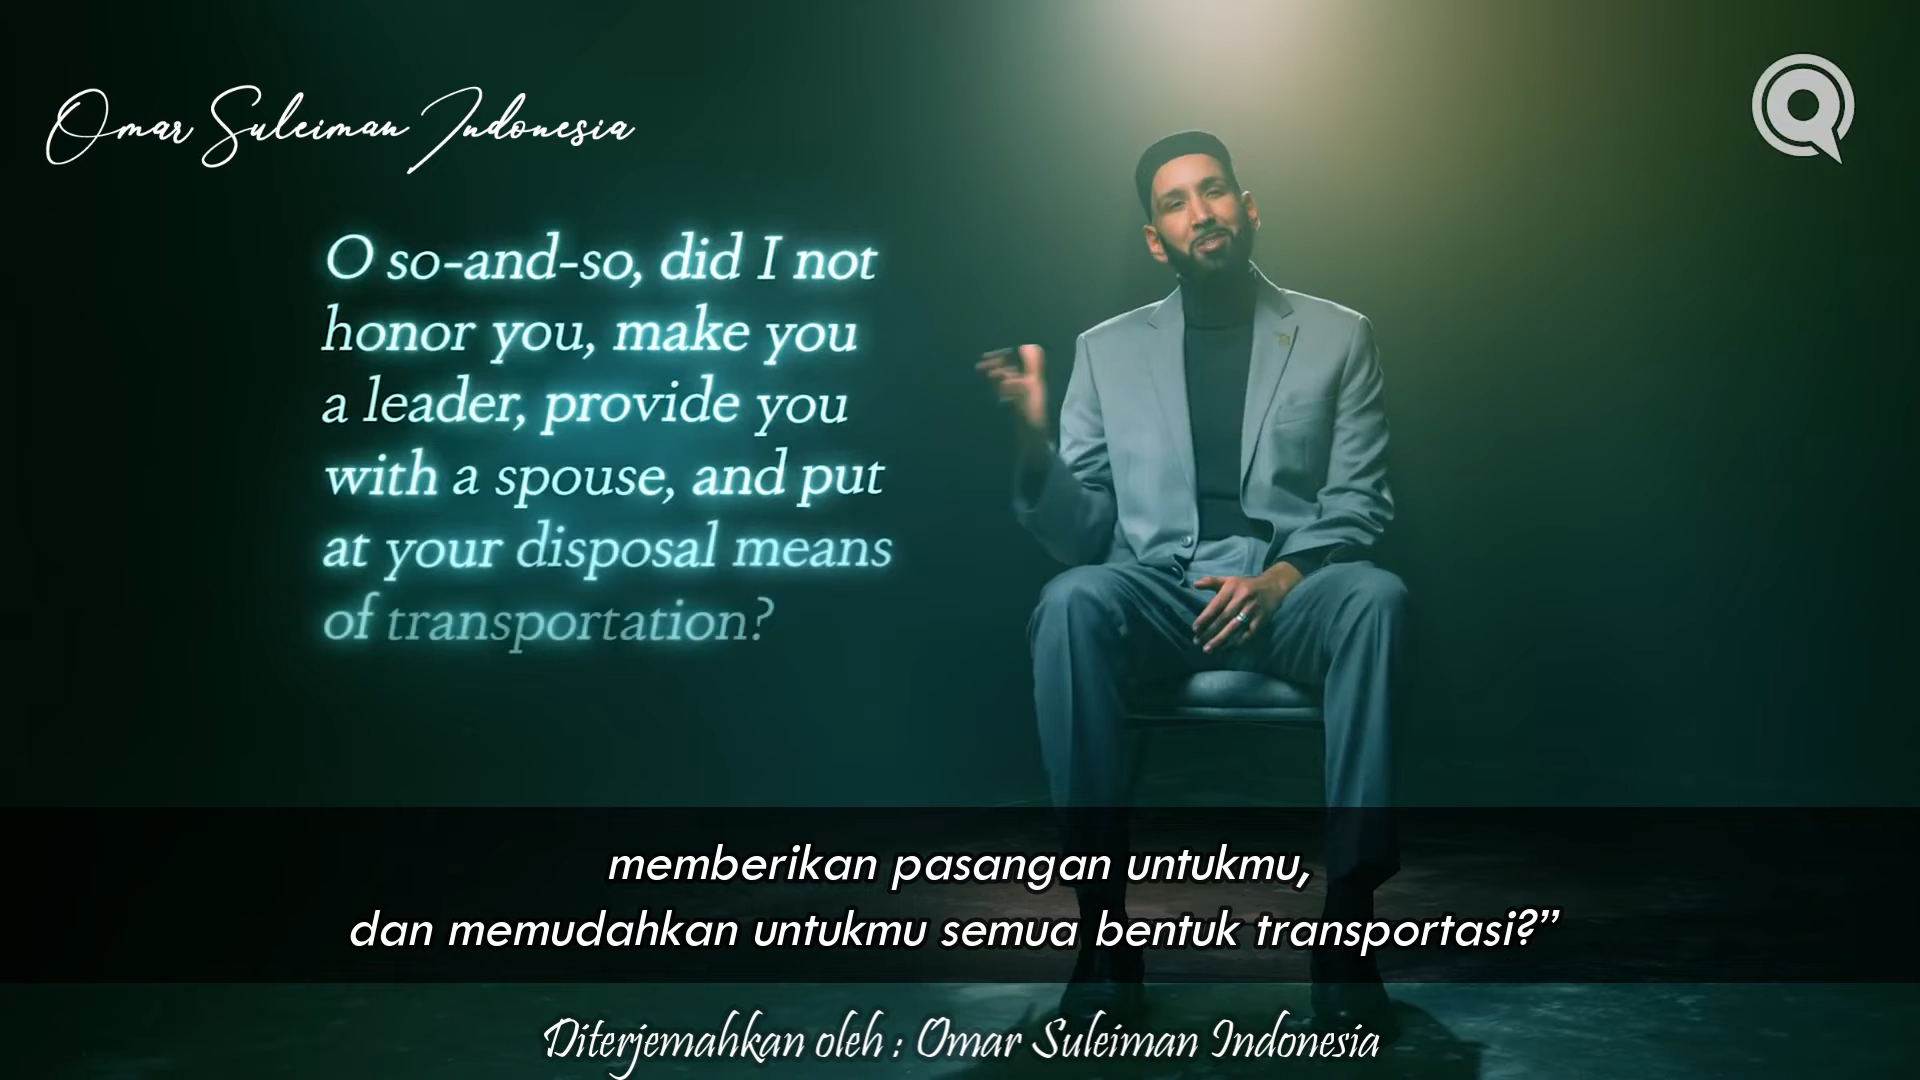 Omar Suleiman Indonesia
O so-and-so, did I not
honor you, make you
a leader, provide you
with a spouse, and put
at your disposal means
of transportation?
memberikan pasangan untukmu,
dan memudahkan untukmu semua bentuk transportasi?”
Diterjemahkan oleh : Omar Suleiman Indonesia